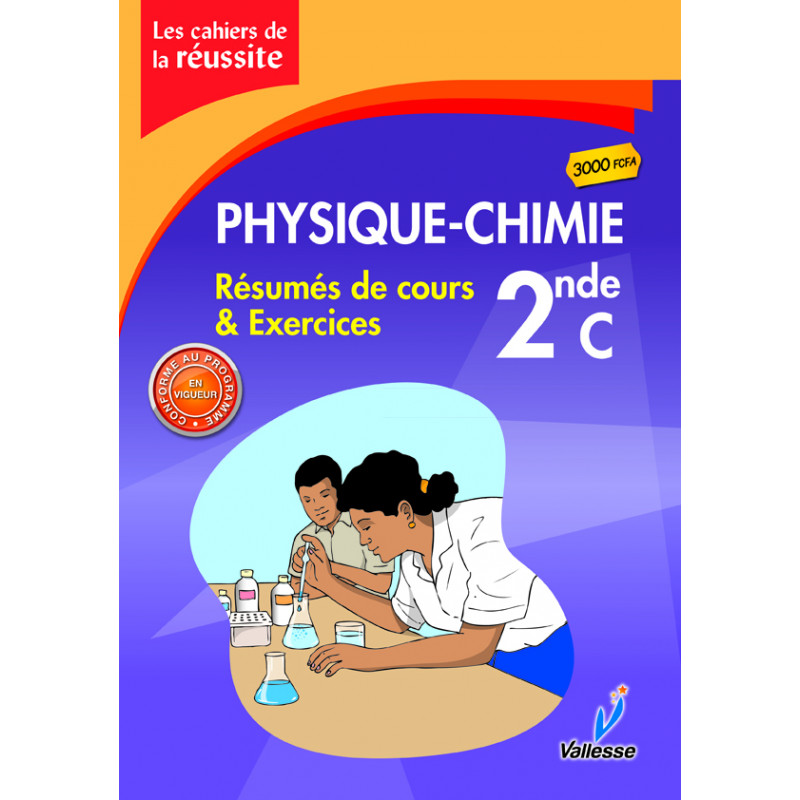 Les cahiers de
la réussite
3000 FCFA
PHYSIQUE-CHIMIE
Résumés de cours
& Exercices
2nde
C
CONFORME AU PROGRAMME
EN
VIGUEUR
Vallesse